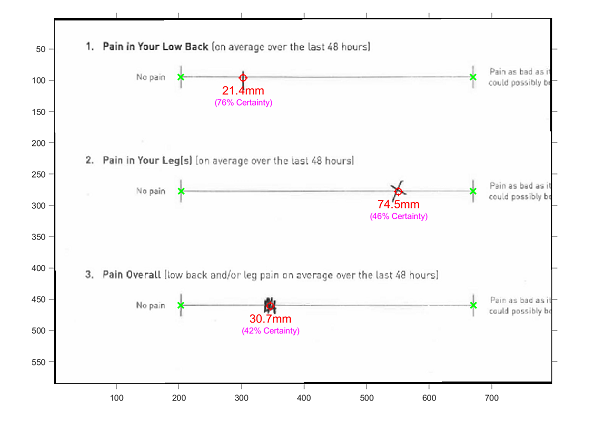 50
100
150
200
250
300
350
400
450
500
550
1. Pain in Your Low Back (on average over the last 48 hours)
No pain
Pain as bad as it
could possibly be
21.4mm
(76% Certainty)
2. Pain in Your Leg(s) (on average over the last 48 hours)
No pain
Pain as bad as it
could possibly be
74.5mm
(46% Certainty)
3. Pain Overall (low back and/or leg pain on average over the last 48 hours)
No pain
Pain as bad as it
could possibly be
30.7mm
(42% Certainty)
100 200 300 400 500 600 700